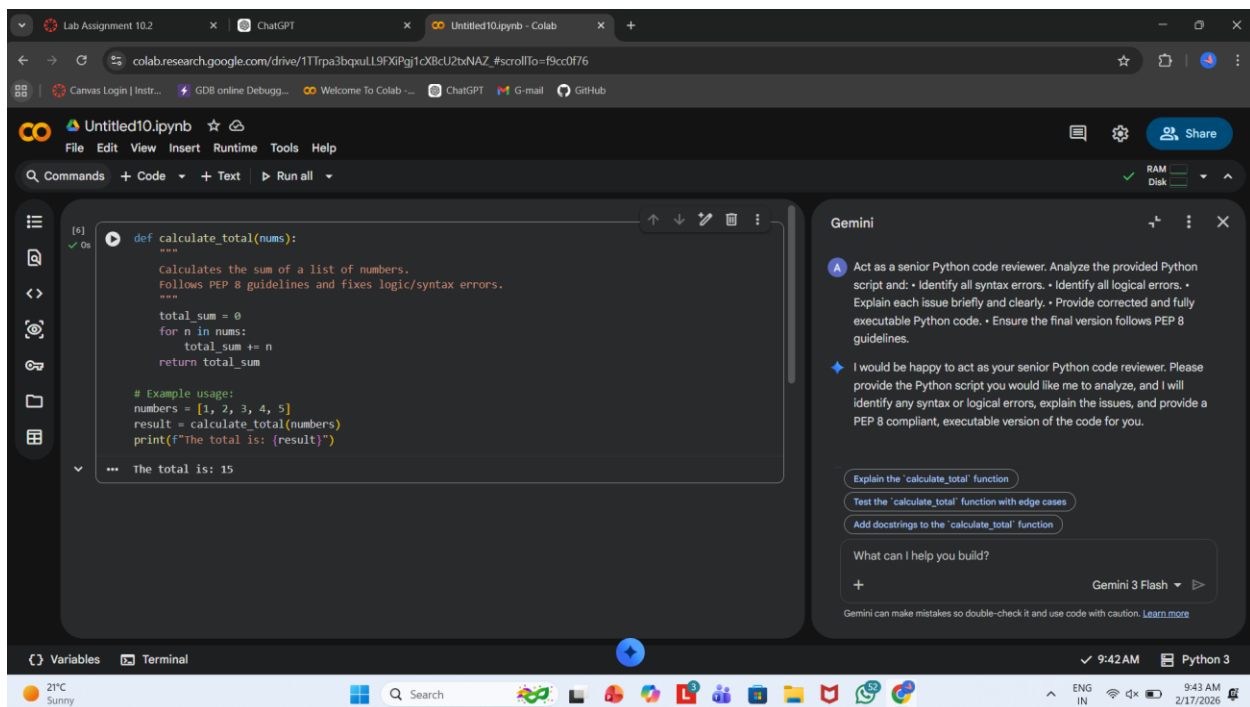 Lab Assignment 10.2
ChatGPT
Untitled10.ipynb - Colab
colab.research.google.com/drive/1TTrpa3bqxuLL9FXiPgj1cXBcU2txNAZ_#scrollTo=f9cc0f76
Canvas Login | Instr...
GDB online Debugg...
Welcome To Colab -...
ChatGPT
G-mail
GitHub
Untitled10.ipynb
File Edit View Insert Runtime Tools Help
Share
Commands + Code + Text Run all
RAM
Disk
[6]
0s
def calculate_total(nums):
"""
Calculates the sum of a list of numbers.
Follows PEP 8 guidelines and fixes logic/syntax errors.
"""
total_sum = 0
for n in nums:
total_sum += n
return total_sum
# Example usage:
numbers = [1, 2, 3, 4, 5]
result = calculate_total(numbers)
print(f"The total is: {result}")
The total is: 15
Gemini
A
Act as a senior Python code reviewer. Analyze the provided Python
script and: • Identify all syntax errors. • Identify all logical errors. •
Explain each issue briefly and clearly. • Provide corrected and fully
executable Python code. • Ensure the final version follows PEP 8
guidelines.
I would be happy to act as your senior Python code reviewer. Please
provide the Python script you would like me to analyze, and I will
identify any syntax or logical errors, explain the issues, and provide a
PEP 8 compliant, executable version of the code for you.
Explain the `calculate_total` function
Test the `calculate_total` function with edge cases
Add docstrings to the `calculate_total` function
What can I help you build?
Gemini 3 Flash
Gemini can make mistakes so double-check it and use code with caution. Learn more
{} Variables
Terminal
9:42 AM
Python 3
21°C
Sunny
Search
L
3
52
ENG
IN
9:43 AM
2/17/2026